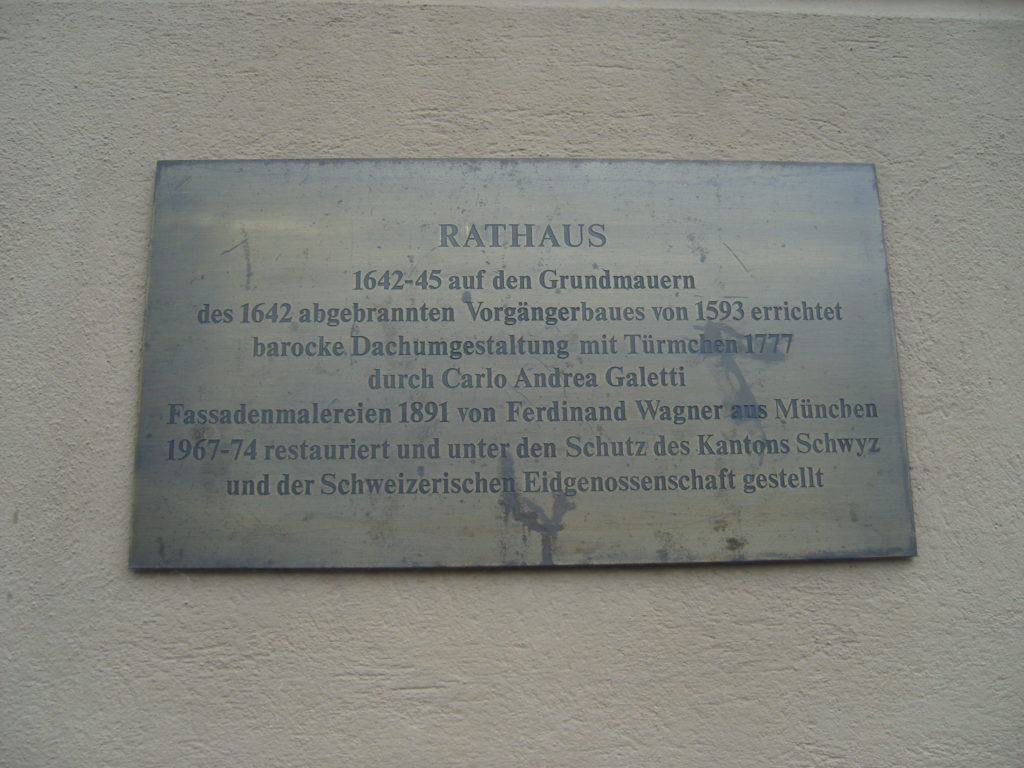 RATHAUS
1642-45 auf den Grundmauern
des 1642 abgebrannten Vorgängerbaues von 1593 errichtet
barocke Dachumgestaltung mit Türmchen 1777
durch Carlo Andrea Galetti
Fassadenmalereien 1891 von Ferdinand Wagner aus München
1967-74 restauriert und unter den Schutz des Kantons Schwyz
und der Schweizerischen Eidgenossenschaft gestellt